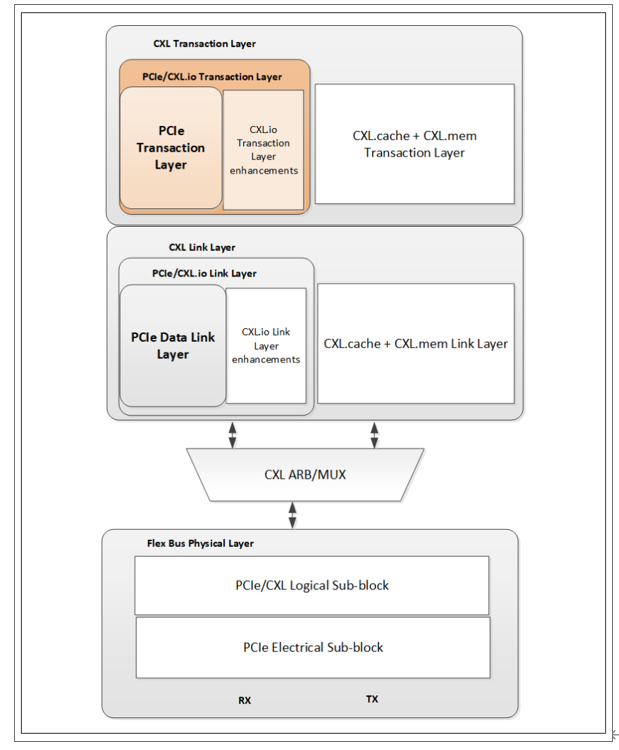 CXL Transaction Layer
PCIe/CXL.io Transaction Layer
PCIe
Transaction
Layer
CXL.io
Transaction
Layer
enhancements
CXL.cache + CXL.mem
Transaction Layer
CXL Link Layer
PCIe/CXL.io Link Layer
PCIe Data Link
Layer
CXL.io Link
Layer
enhancements
CXL.cache + CXL.mem Link Layer
CXL ARB/MUX
Flex Bus Physical Layer
PCIe/CXL Logical Sub-block
PCIe Electrical Sub-block
RX
TX